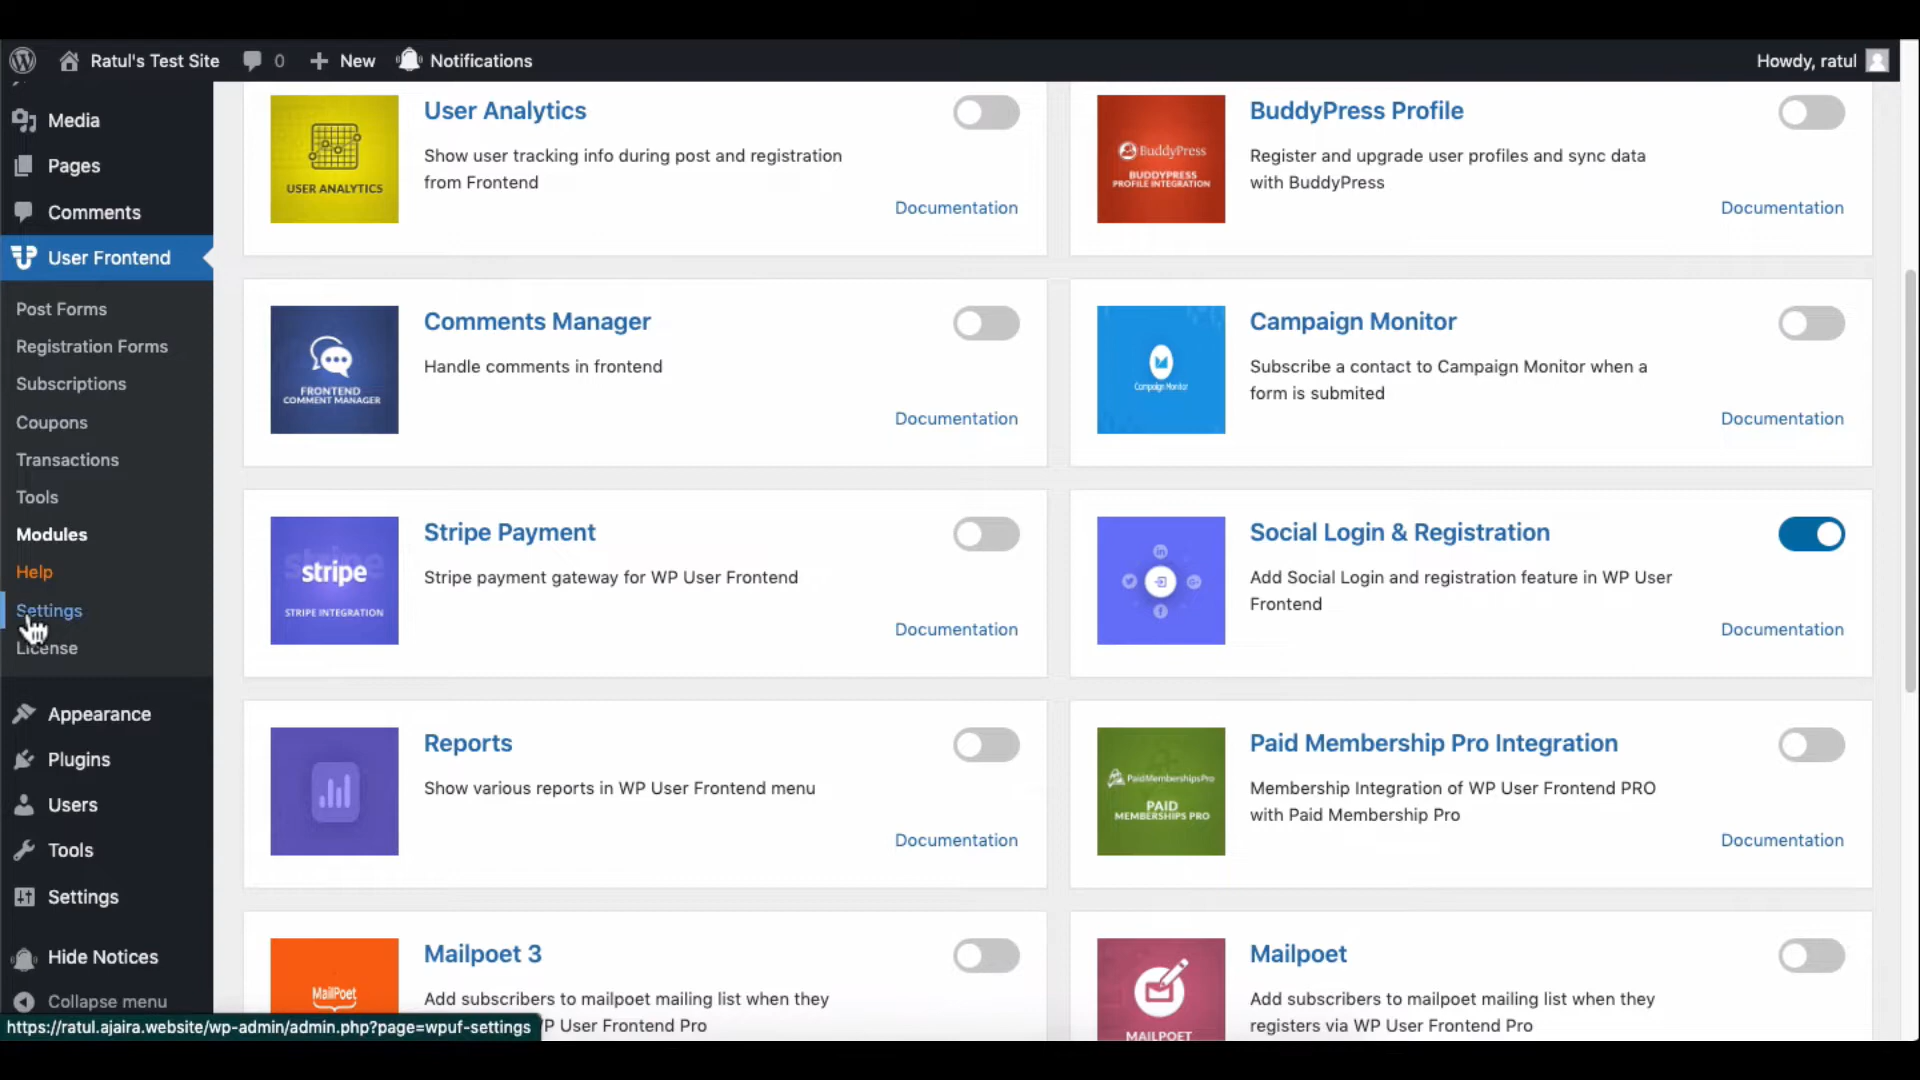 Ratul's Test Site
0
New
Notifications
Howdy, ratul
Media
Pages
Comments
User Frontend
Post Forms
Registration Forms
Subscriptions
Coupons
Transactions
Tools
Modules
Help
Settings
License
Appearance
Plugins
Users
Tools
Settings
Hide Notices
Collapse menu
https://ratul.ajaira.website/wp-admin/admin.php?page=wpuf-settings
USER ANALYTICS
User Analytics
Show user tracking info during post and registration
from Frontend
Documentation
BuddyPress
BUDDYPRESS
PROFILE INTEGRATION
BuddyPress Profile
Register and upgrade user profiles and sync data
with BuddyPress
Documentation
FRONTEND
COMMENT MANAGER
Comments Manager
Handle comments in frontend
Documentation
Campaign Monitor
Campaign Monitor
Subscribe a contact to Campaign Monitor when a
form is submited
Documentation
stripe
STRIPE INTEGRATION
Stripe Payment
Stripe payment gateway for WP User Frontend
Documentation
Social Login & Registration
Add Social Login and registration feature in WP User
Frontend
Documentation
Reports
Show various reports in WP User Frontend menu
Documentation
PaidMembershipsPro
PAID
MEMBERSHIPS PRO
Paid Membership Pro Integration
Membership Integration of WP User Frontend PRO
with Paid Membership Pro
Documentation
MailPoet
Mailpoet 3
Add subscribers to mailpoet mailing list when they
P User Frontend Pro
MAILPOET
Mailpoet
Add subscribers to mailpoet mailing list when they
registers via WP User Frontend Pro